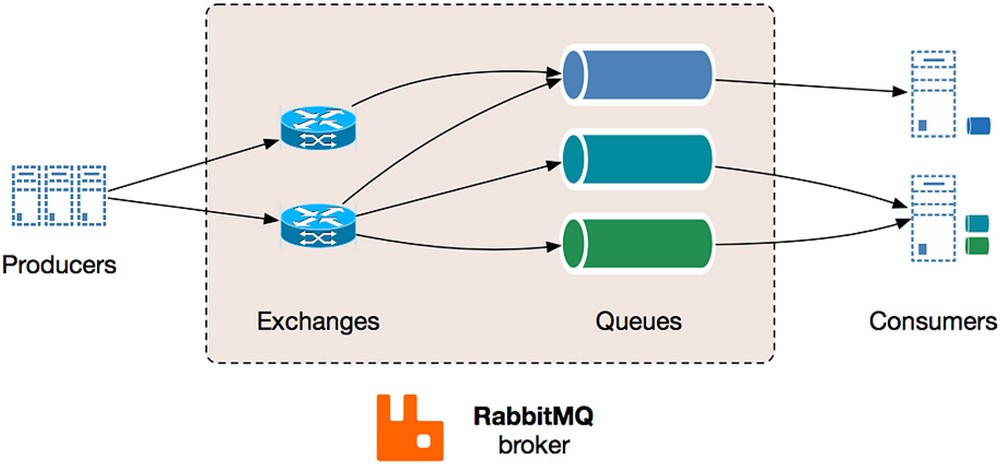 Producers
Exchanges
Queues
Consumers
RabbitMQ
broker